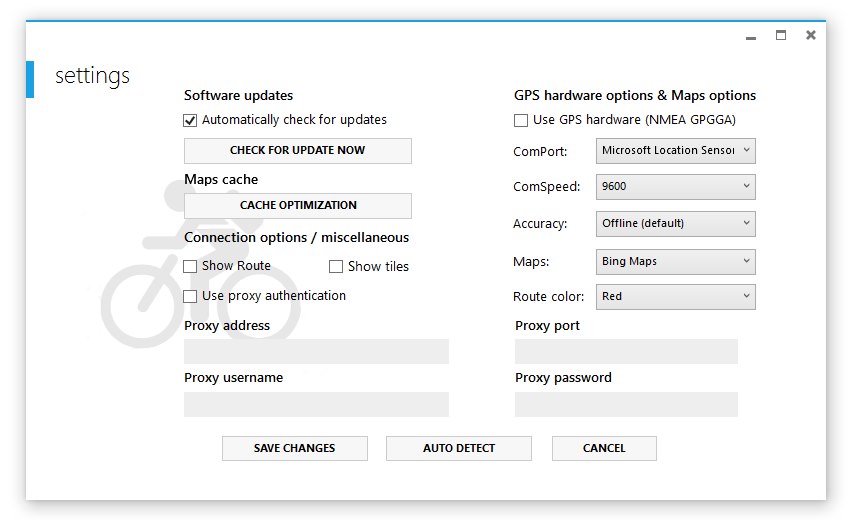 settings
Software updates
Automatically check for updates
CHECK FOR UPDATE NOW
Maps cache
CACHE OPTIMIZATION
Connection options / miscellaneous
Show Route
Show tiles
Use proxy authentication
GPS hardware options & Maps options
Use GPS hardware (NMEA GPGGA)
ComPort: Microsoft Location Sensor
ComSpeed: 9600
Accuracy: Offline (default)
Maps: Bing Maps
Route color: Red
Proxy address
Proxy port
Proxy username
Proxy password
SAVE CHANGES
AUTO DETECT
CANCEL